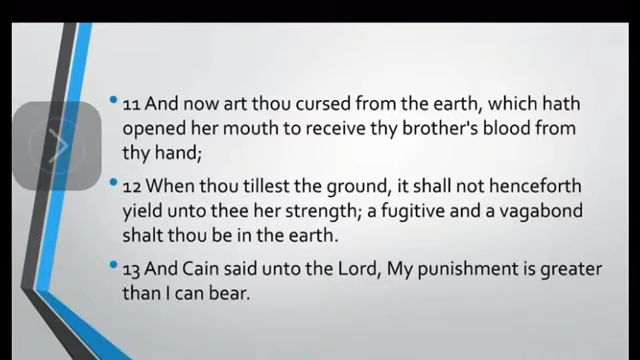 • 11 And now art thou cursed from the earth, which hath
opened her mouth to receive thy brother's blood from
thy hand;
• 12 When thou tillest the ground, it shall not henceforth
yield unto thee her strength; a fugitive and a vagabond
shalt thou be in the earth.
• 13 And Cain said unto the Lord, My punishment is greater
than I can bear.